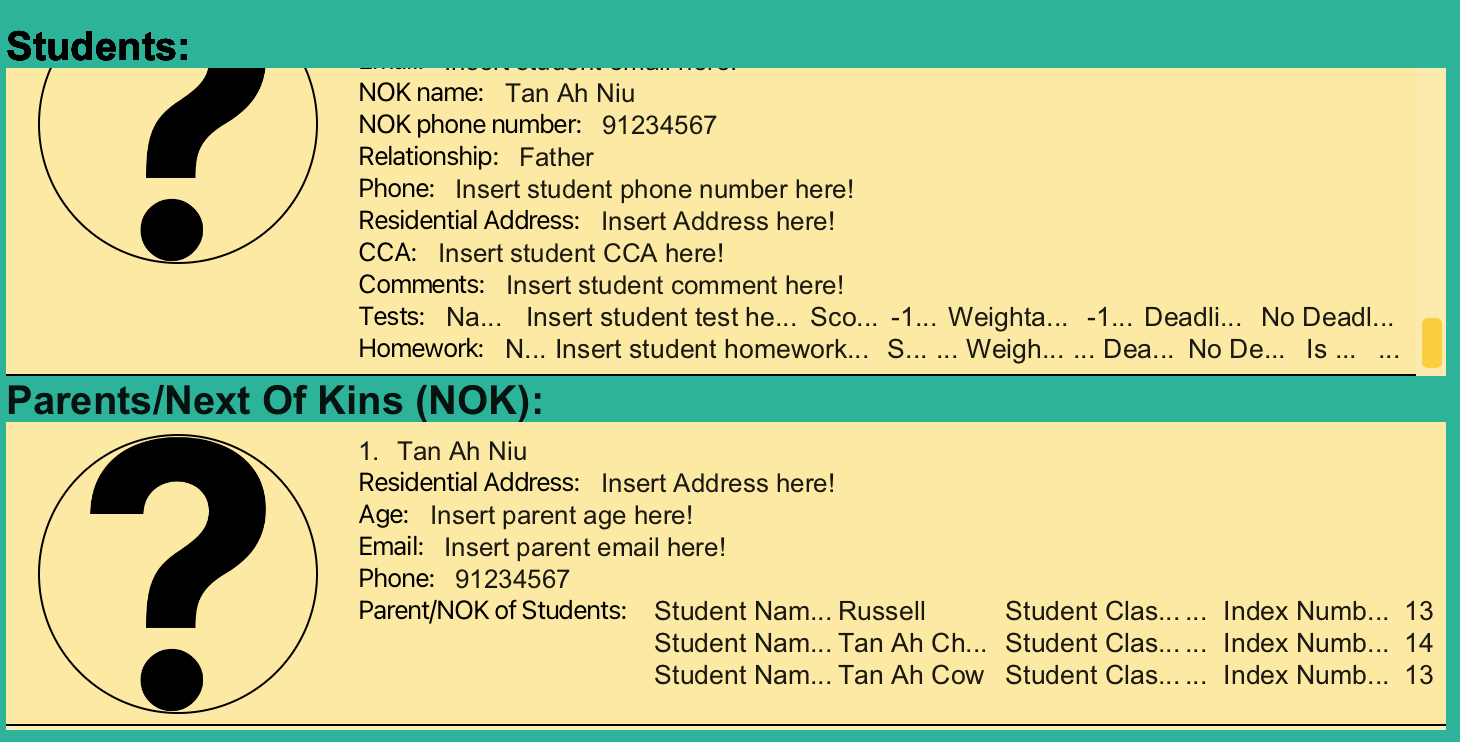 Students:
Email: Insert student email here!
NOK name: Tan Ah Niu
NOK phone number: 91234567
Relationship: Father
Phone: Insert student phone number here!
Residential Address: Insert Address here!
CCA: Insert student CCA here!
Comments: Insert student comment here!
Tests: Na... Insert student test he... Sco... -1... Weighta... -1... Deadli... No Deadl...
Homework: N... Insert student homework... S... ... Weigh... ... Dea... No De... Is ... ...
Parents/Next Of Kins (NOK):
1. Tan Ah Niu
Residential Address: Insert Address here!
Age: Insert parent age here!
Email: Insert parent email here!
Phone: 91234567
Parent/NOK of Students: Student Nam... Russell Student Clas... ... Index Numb... 13
Student Nam... Tan Ah Ch... Student Clas... ... Index Numb... 14
Student Nam... Tan Ah Cow Student Clas... ... Index Numb... 13